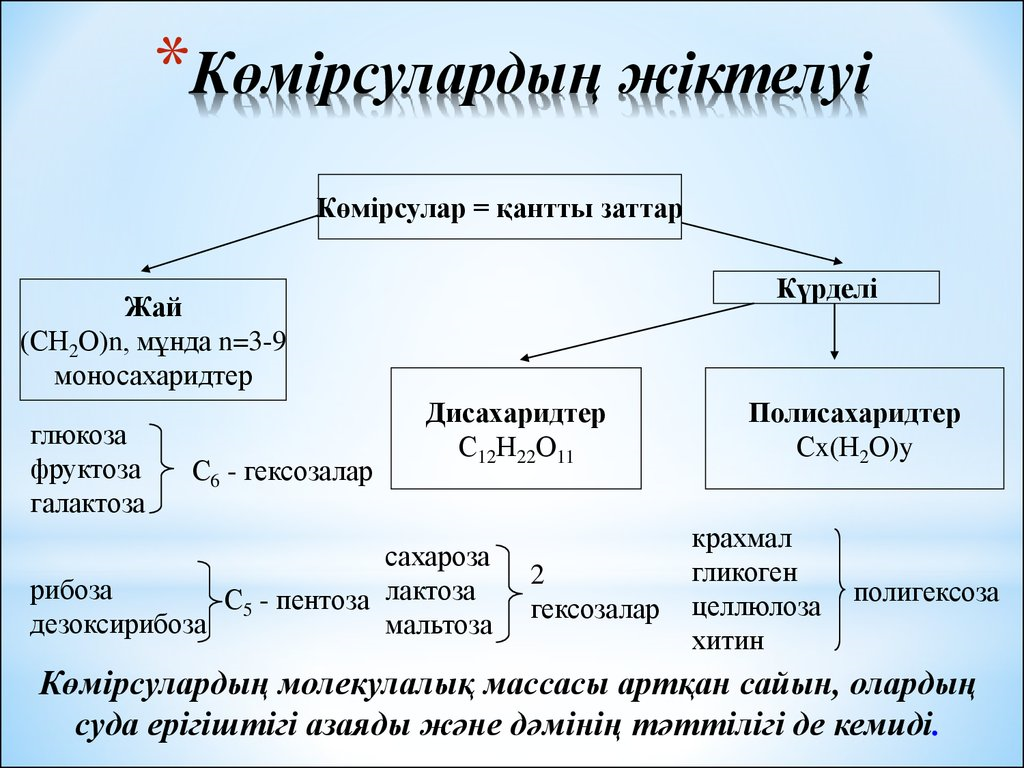 *Көмірсулардың жіктелуі
Көмірсулар = қантты заттар
Жай
(CH₂O)n, мұнда n=3-9
моносахаридтер
Күрделі
Дисахаридтер
C₁₂H₂₂O₁₁
Полисахаридтер
Cx(H₂O)y
глюкоза
фруктоза
галактоза
C₆ - гексозалар
рибоза
дезоксирибоза
C₅ - пентоза
сахароза
лактоза
мальтоза
2
гексозалар
крахмал
гликоген
целлюлоза
хитин
полигексоза
Көмірсулардың молекулалық массасы артқан сайын, олардың
суда ерігіштігі азаяды және дәмінің тәттілігі де кемиді.